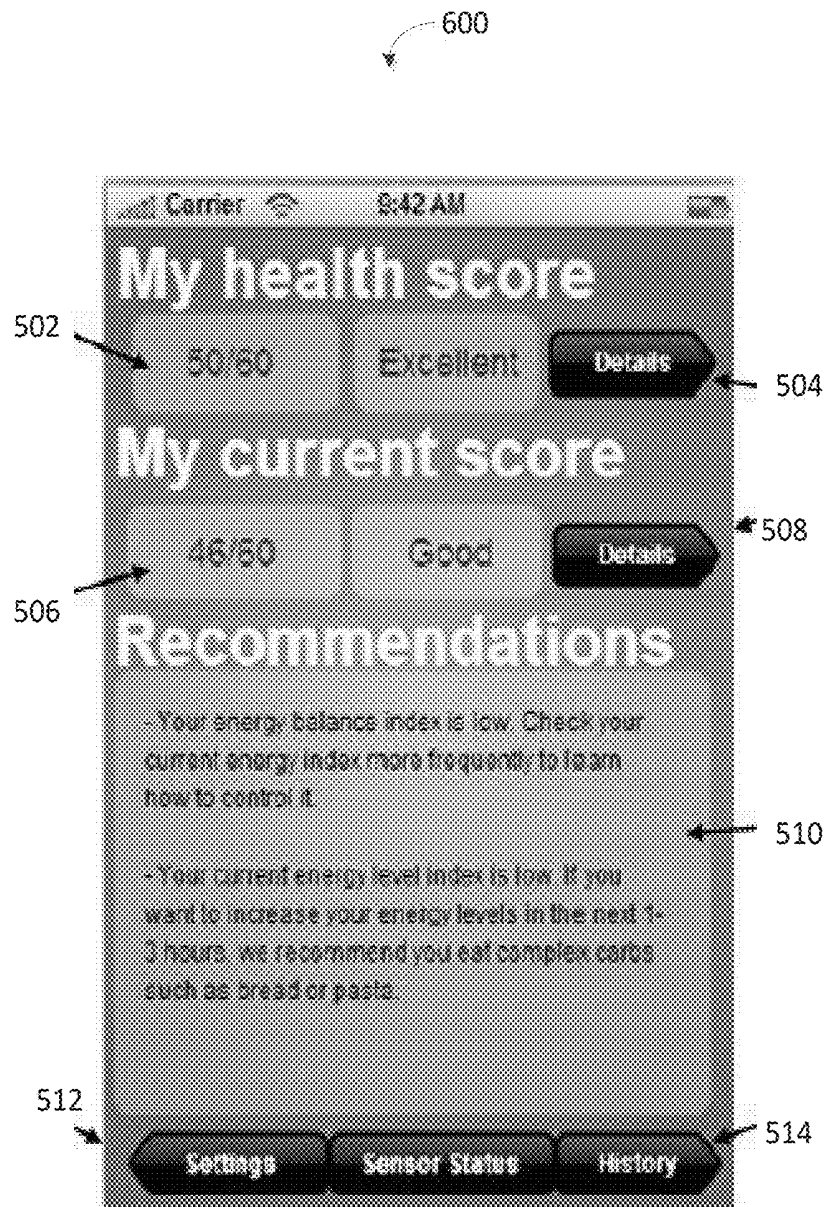 600
Carrier 9:42 AM
My health score
502
50/60 Excellent Details
504
My current score
508
46/60 Good Details
506
Recommendations
- Your energy balance index is low. Check your
current energy index more frequently to learn
how to control it.
510
- Your current energy level index is low. If you
want to increase your energy levels in the next 1-
3 hours, we recommend you eat complex carbs
such as bread or pasta.
512
514
Settings Sensor Status History